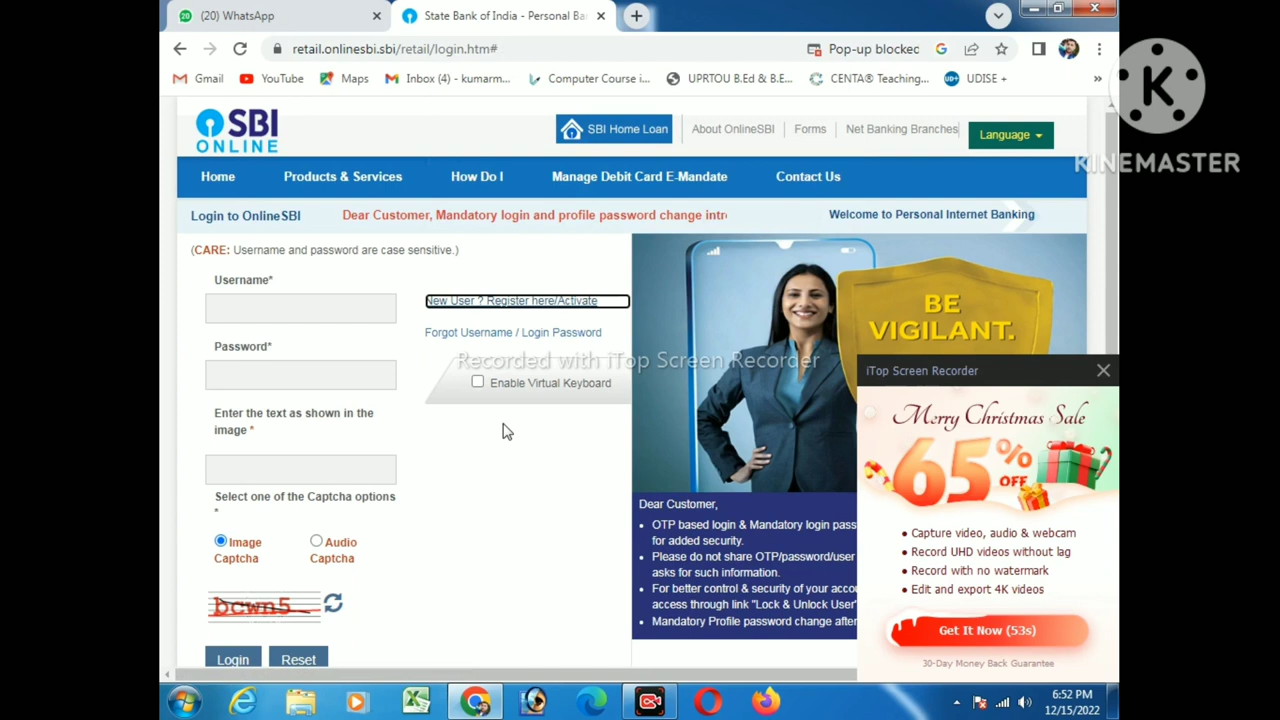 (20) WhatsApp
State Bank of India - Personal Ba
retail.onlinesbi.sbi/retail/login.htm#
Pop-up blocked
Gmail
YouTube
Maps
Inbox (4) - kumarm...
Computer Course i...
UPRTOU B.Ed & B.E...
CENTA® Teaching...
UDISE +
»
K
KINEMASTER
SBI
ONLINE
SBI Home Loan
About OnlineSBI
Forms
Net Banking Branches
Language
Home
Products & Services
How Do I
Manage Debit Card E-Mandate
Contact Us
Login to OnlineSBI
Dear Customer, Mandatory login and profile password change intr
Welcome to Personal Internet Banking
(CARE: Username and password are case sensitive.)
Username*
New User ? Register here/Activate
Forgot Username / Login Password
Password*
Enable Virtual Keyboard
Recorded with iTop Screen Recorder
Enter the text as shown in the
image *
Select one of the Captcha options
*
Image
Captcha
Audio
Captcha
bcwn5
Login
Reset
BE
VIGILANT.
Dear Customer,
• OTP based login & Mandatory login pass
for added security.
• Please do not share OTP/password/user
asks for such information.
• For better control & security of your acco
access through link "Lock & Unlock User'
• Mandatory Profile password change after
iTop Screen Recorder
Merry Christmas Sale
65% OFF
• Capture video, audio & webcam
• Record UHD videos without lag
• Record with no watermark
• Edit and export 4K videos
Get It Now (53s)
30-Day Money Back Guarantee
6:52 PM
12/15/2022